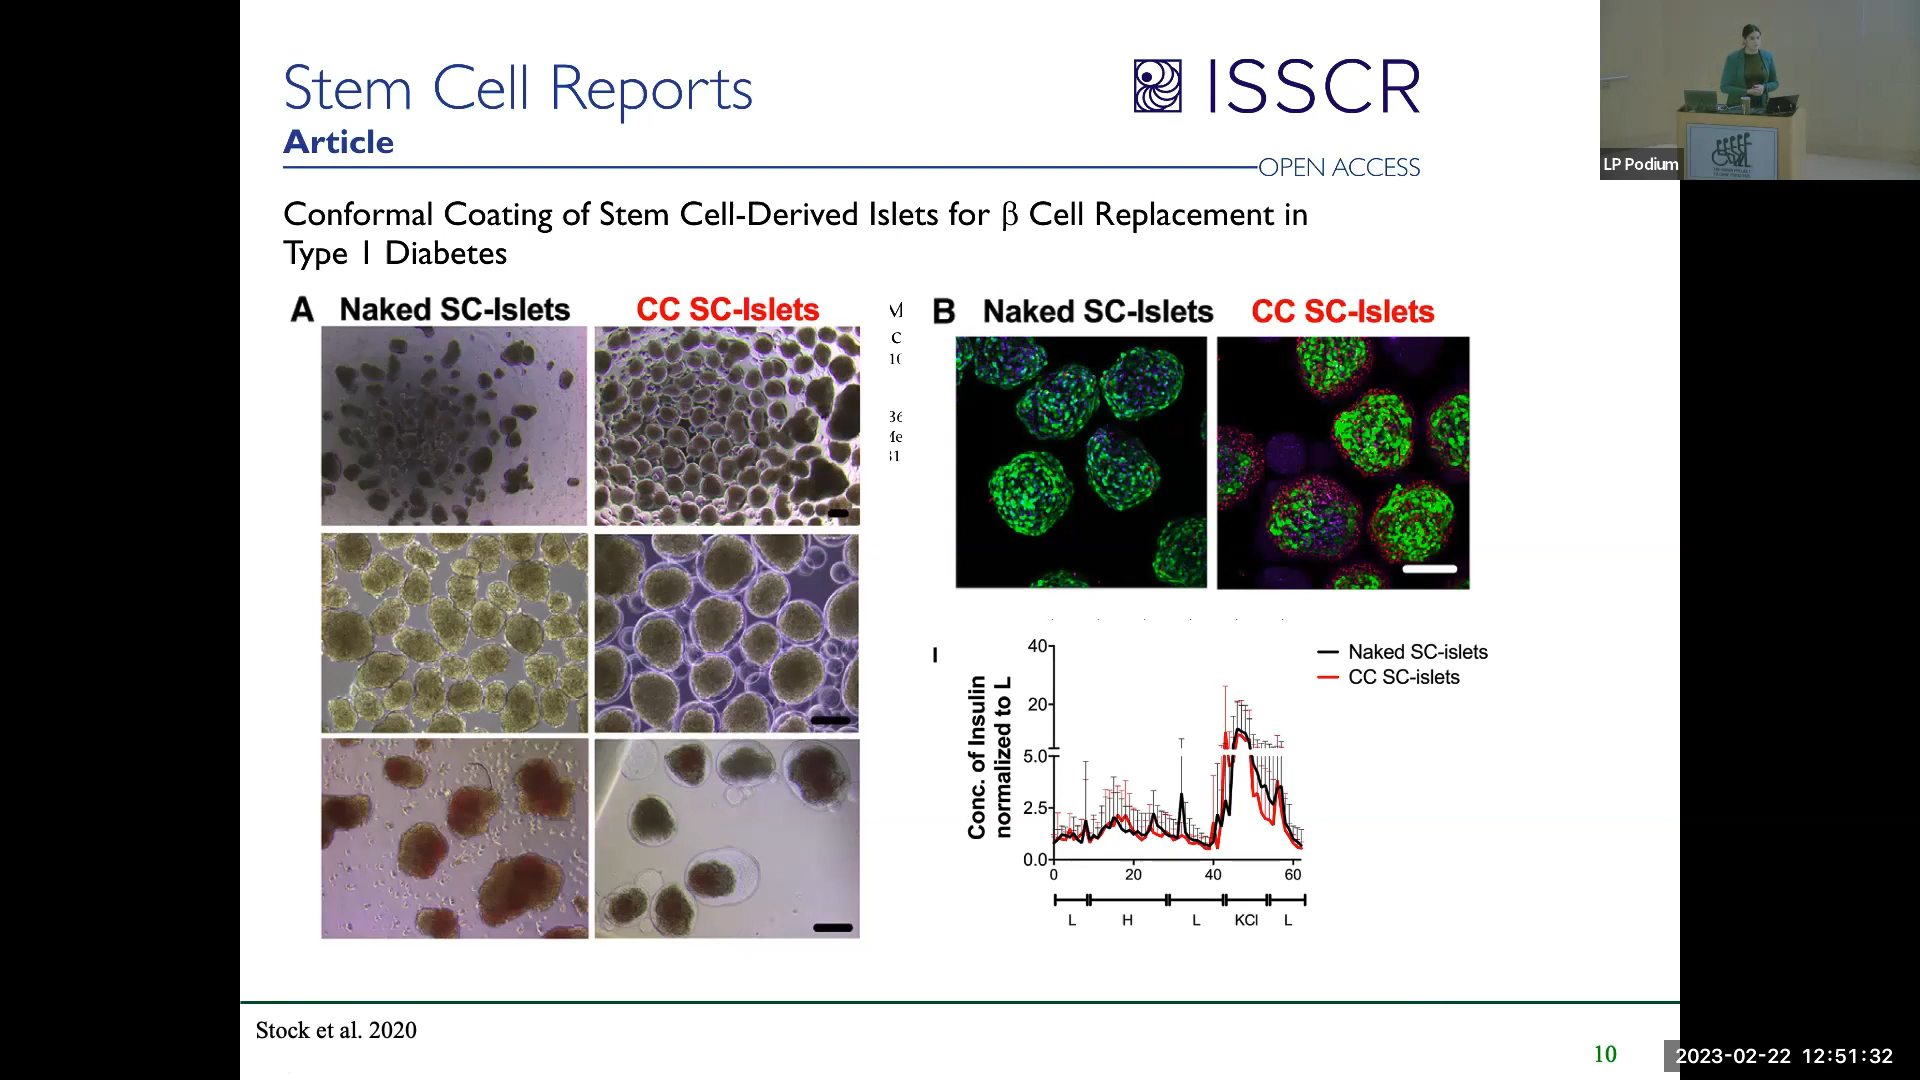 Stem Cell Reports
Article
ISSCR
OPEN ACCESS
Conformal Coating of Stem Cell-Derived Islets for β Cell Replacement in
Type 1 Diabetes
A Naked SC-Islets CC SC-Islets
B Naked SC-Islets CC SC-Islets
I
Conc. of Insulin
normalized to L
40
20
5.0
2.5
0.0
0 20 40 60
L H L KCl L
Naked SC-islets
CC SC-islets
Stock et al. 2020
10
LP Podium
2023-02-22 12:51:32